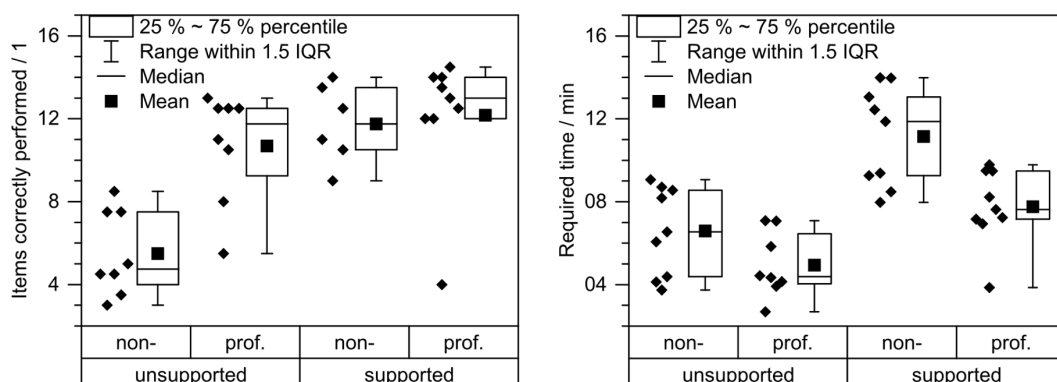 16
12
8
4
Items correctly performed / 1
25 % ~ 75 % percentile
Range within 1.5 IQR
Median
Mean
non-
prof.
non-
prof.
unsupported
supported
16
12
08
04
Required time / min
25 % ~ 75 % percentile
Range within 1.5 IQR
Median
Mean
non-
prof.
non-
prof.
unsupported
supported